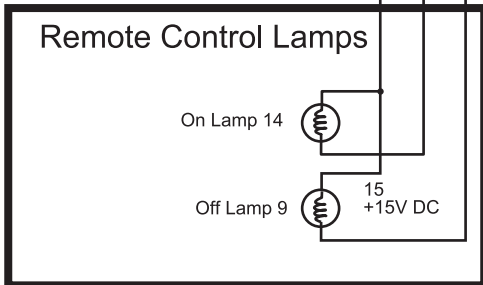 Remote Control Lamps
On Lamp 14
Off Lamp 9
15
+15V DC